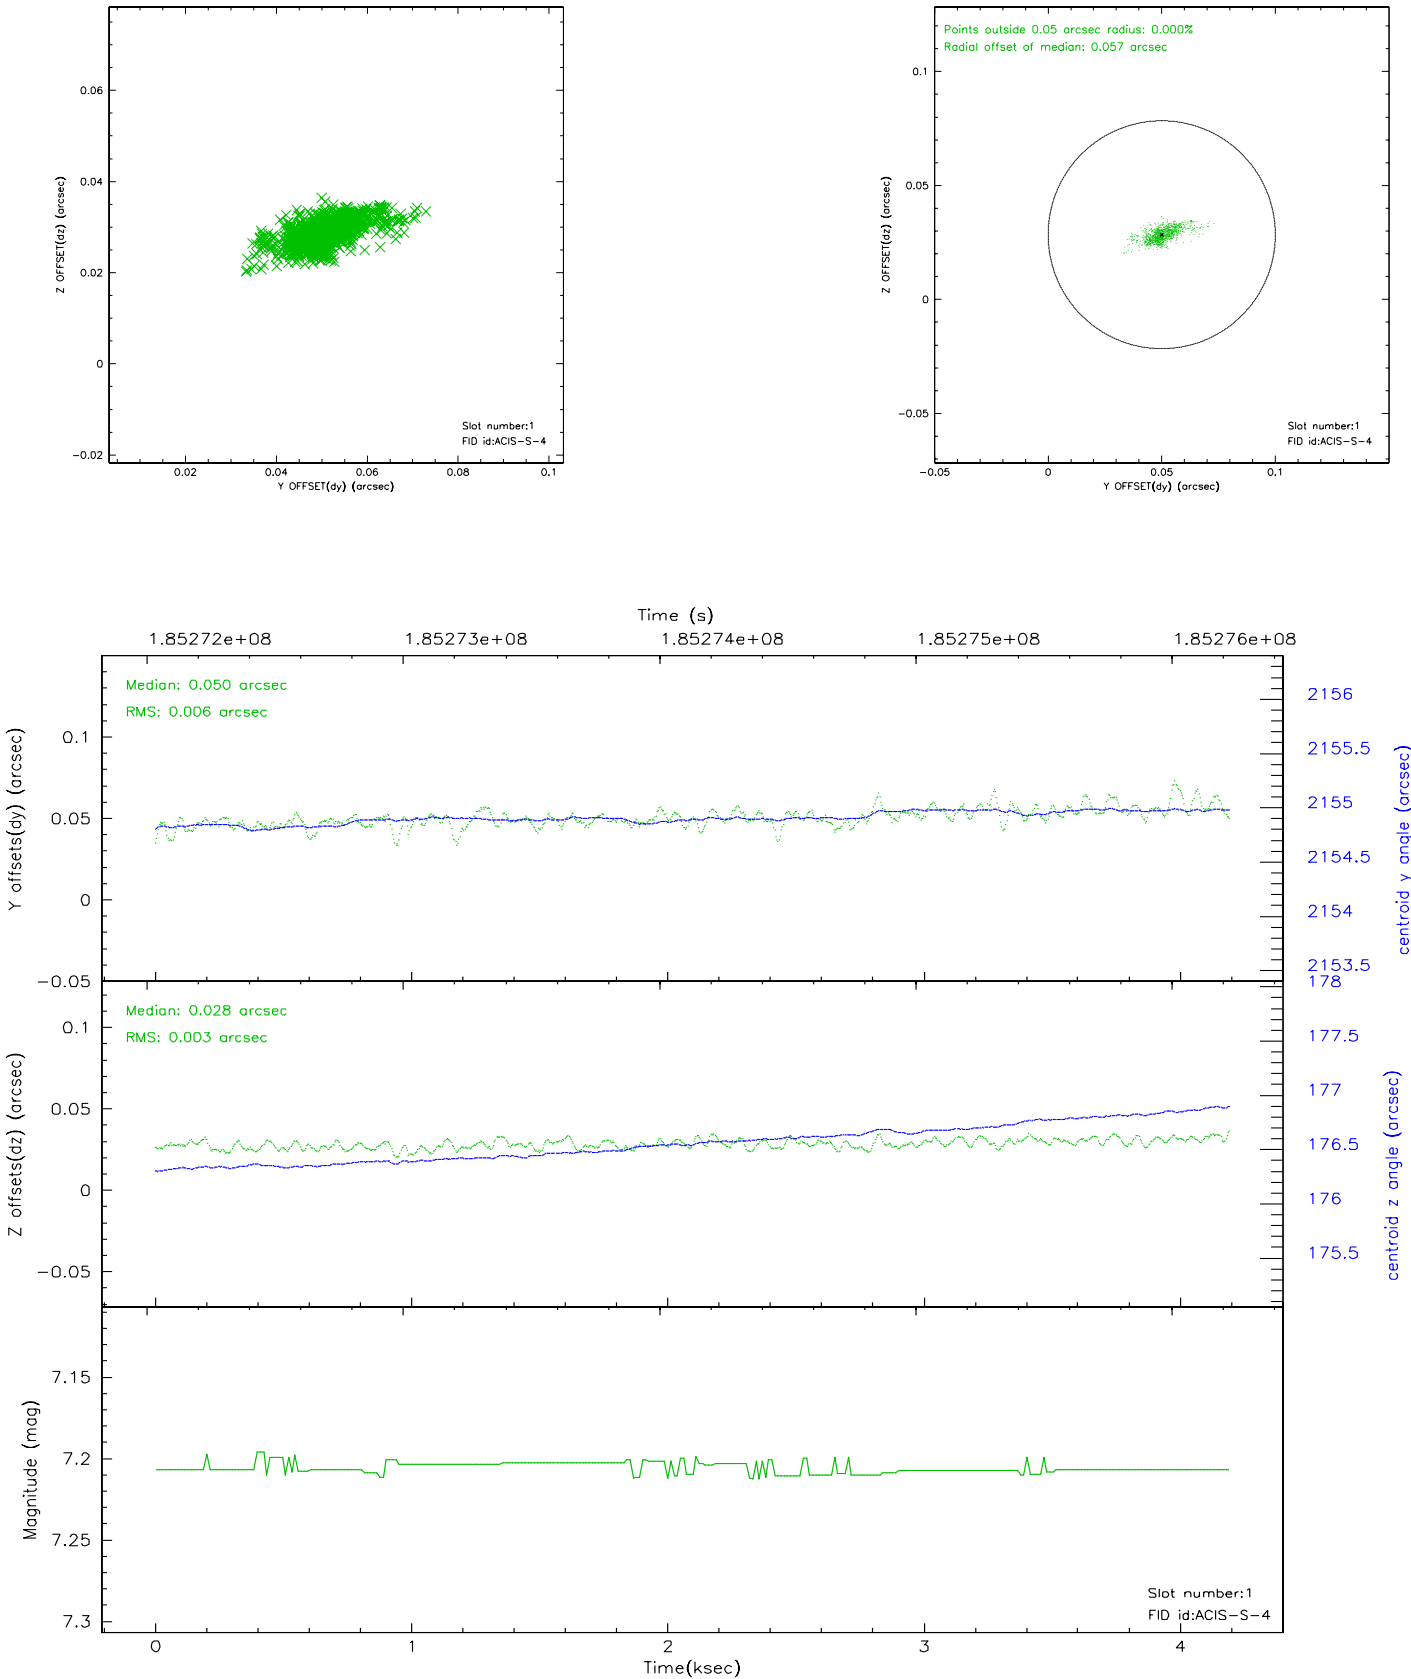 0.06
0.04
0.02
0
−0.02
Z OFFSET(dz) (arcsec)
Slot number:1
FID id:ACIS−S−4
0.02 0.04 0.06 0.08 0.1
Y OFFSET(dy) (arcsec)
Points outside 0.05 arcsec radius: 0.000%
Radial offset of median: 0.057 arcsec
0.1
0.05
0
−0.05
Z OFFSET(dz) (arcsec)
Slot number:1
FID id:ACIS−S−4
−0.05 0 0.05 0.1
Y OFFSET(dy) (arcsec)
Time (s)
1.85272e+08 1.85273e+08 1.85274e+08 1.85275e+08 1.85276e+08
Median: 0.050 arcsec
RMS: 0.006 arcsec
0.1
0.05
0
−0.05
Y offsets(dy) (arcsec)
2156
2155.5
2155
2154.5
2154
2153.5
centroid y angle (arcsec)
Median: 0.028 arcsec
RMS: 0.003 arcsec
0.1
0.05
0
−0.05
Z offsets(dz) (arcsec)
178
177.5
177
176.5
176
175.5
centroid z angle (arcsec)
7.15
7.2
7.25
7.3
Magnitude (mag)
Slot number:1
FID id:ACIS−S−4
0 1 2 3 4
Time(ksec)